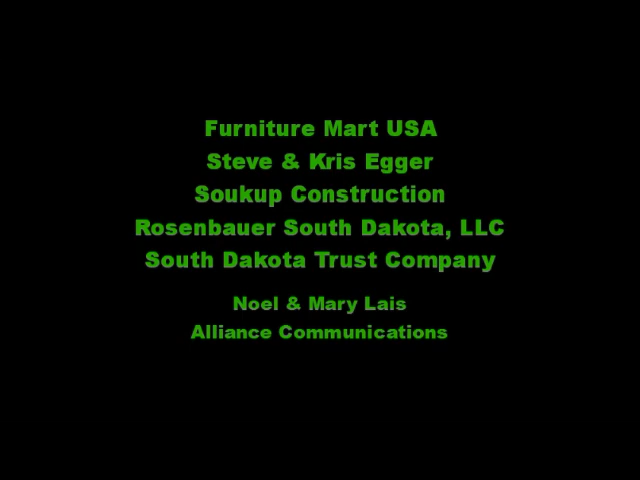 Furniture Mart USA
Steve & Kris Egger
Soukup Construction
Rosenbauer South Dakota, LLC
South Dakota Trust Company
Noel & Mary Lais
Alliance Communications